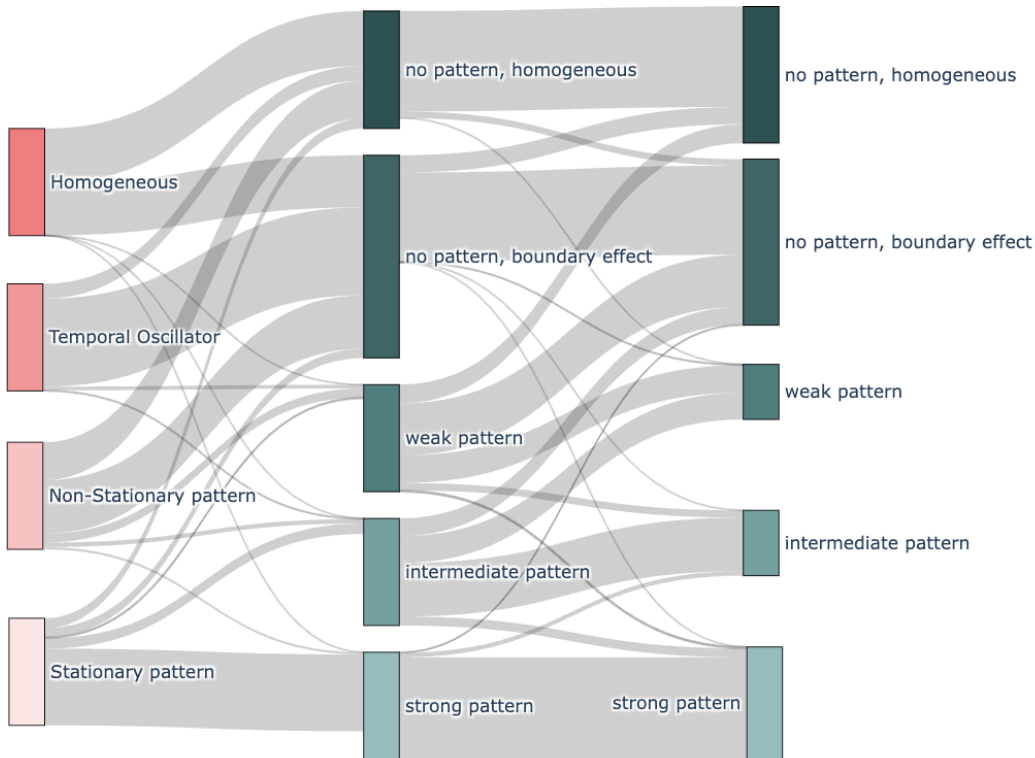 Homogeneous
Temporal Oscillator
Non-Stationary pattern
Stationary pattern
no pattern, homogeneous
no pattern, boundary effect
weak pattern
intermediate pattern
strong pattern
no pattern, homogeneous
no pattern, boundary effect
weak pattern
intermediate pattern
strong pattern